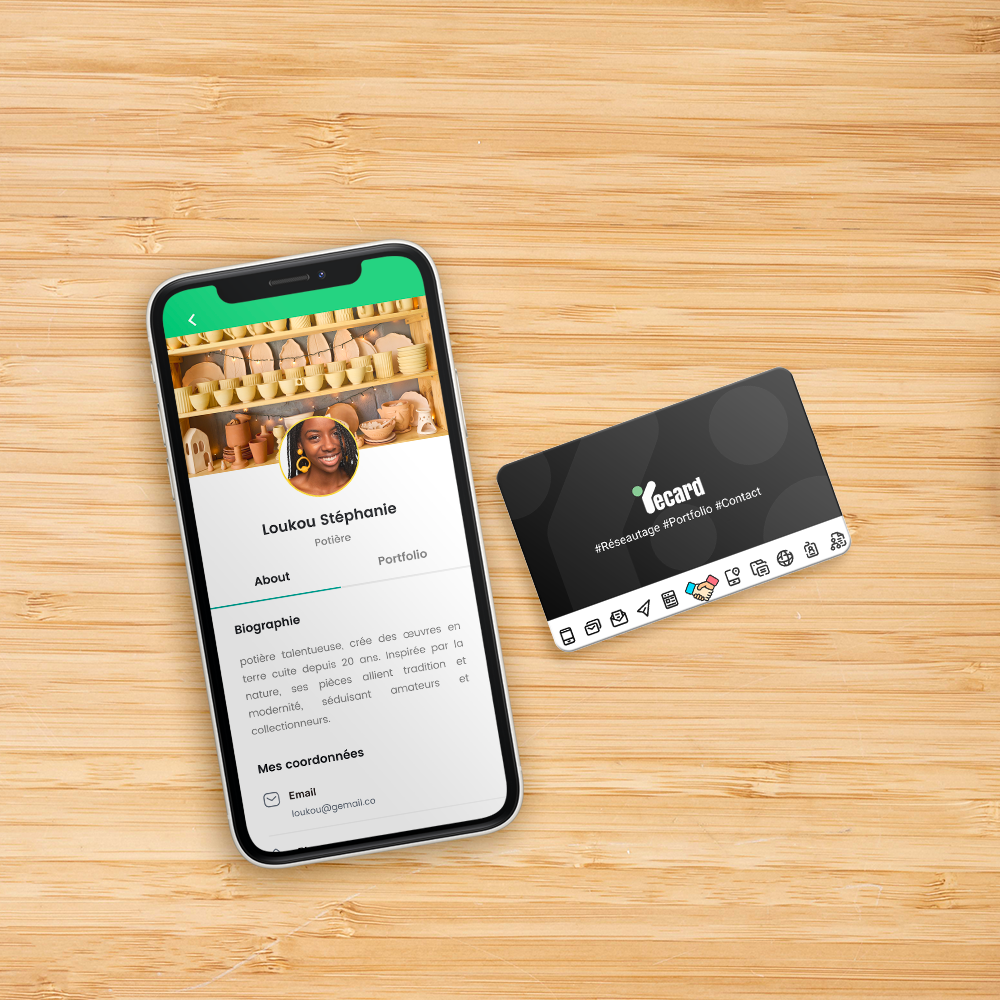 Loukou Stéphanie
Potière
About
Portfolio
Biographie
potière talentueuse, crée des œuvres en
terre cuite depuis 20 ans. Inspirée par la
nature, ses pièces allient tradition et
modernité, séduisant amateurs et
collectionneurs.
Mes coordonnées
Email
loukou@gemail.co
Yecard
#Réseautage #Portfolio #Contact